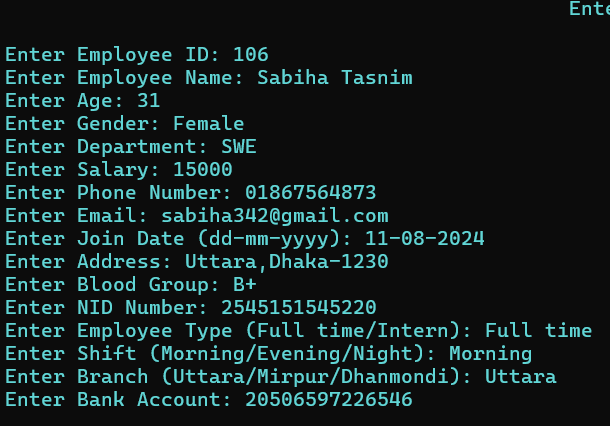 Enter Employee ID: 106
Enter Employee Name: Sabiha Tasnim
Enter Age: 31
Enter Gender: Female
Enter Department: SWE
Enter Salary: 15000
Enter Phone Number: 01867564873
Enter Email: sabiha342@gmail.com
Enter Join Date (dd-mm-yyyy): 11-08-2024
Enter Address: Uttara,Dhaka-1230
Enter Blood Group: B+
Enter NID Number: 2545151545220
Enter Employee Type (Full time/Intern): Full time
Enter Shift (Morning/Evening/Night): Morning
Enter Branch (Uttara/Mirpur/Dhanmondi): Uttara
Enter Bank Account: 20506597226546